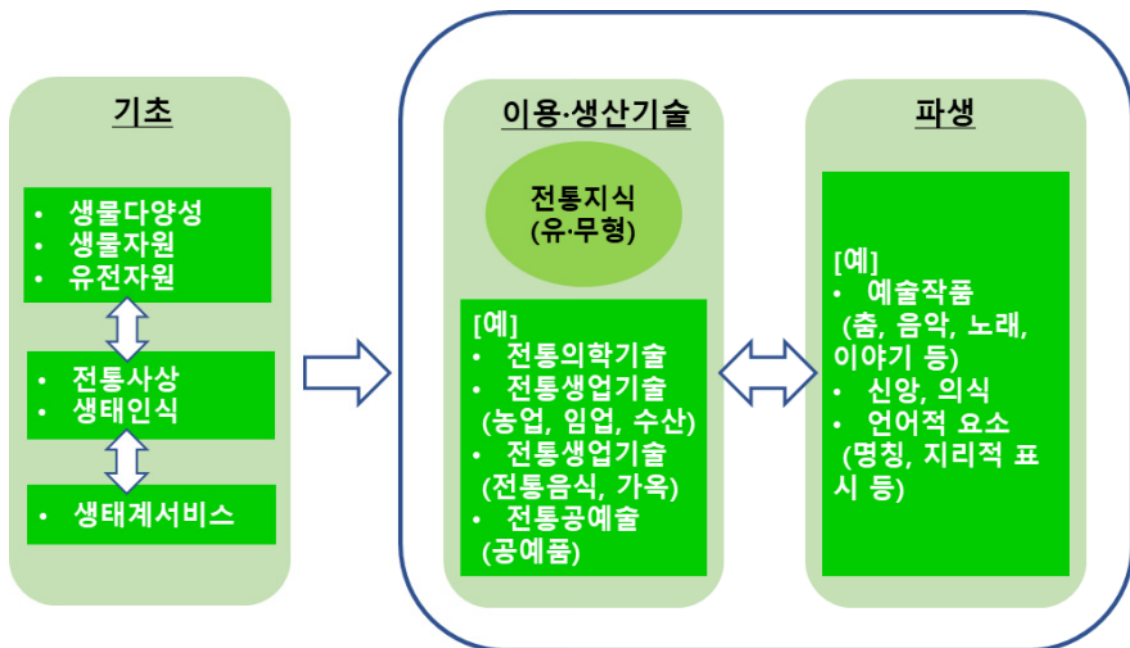 기초
• 생물다양성
• 생물자원
• 유전자원
• 전통사상
• 생태인식
• 생태계서비스
이용·생산기술
전통지식
(유·무형)
[예]
• 전통의학기술
• 전통생업기술
(농업, 임업, 수산)
• 전통생업기술
(전통음식, 가옥)
• 전통공예술
(공예품)
파생
[예]
• 예술작품
(춤, 음악, 노래,
이야기 등)
• 신앙, 의식
• 언어적 요소
(명칭, 지리적 표
시 등)